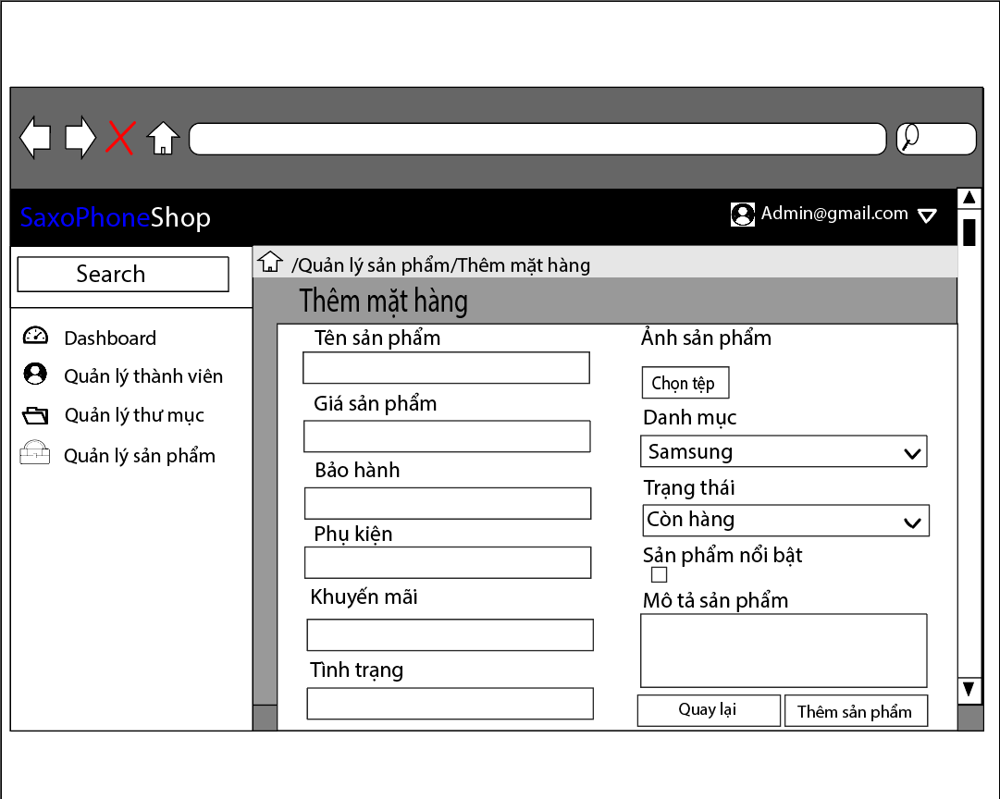 SaxoPhoneShop
Admin@gmail.com
Search
/Quản lý sản phẩm/Thêm mặt hàng
Thêm mặt hàng
Dashboard
Quản lý thành viên
Quản lý thư mục
Quản lý sản phẩm
Tên sản phẩm
Giá sản phẩm
Bảo hành
Phụ kiện
Khuyến mãi
Tình trạng
Ảnh sản phẩm
Chọn tệp
Danh mục
Samsung
Trạng thái
Còn hàng
Sản phẩm nổi bật
Mô tả sản phẩm
Quay lại
Thêm sản phẩm